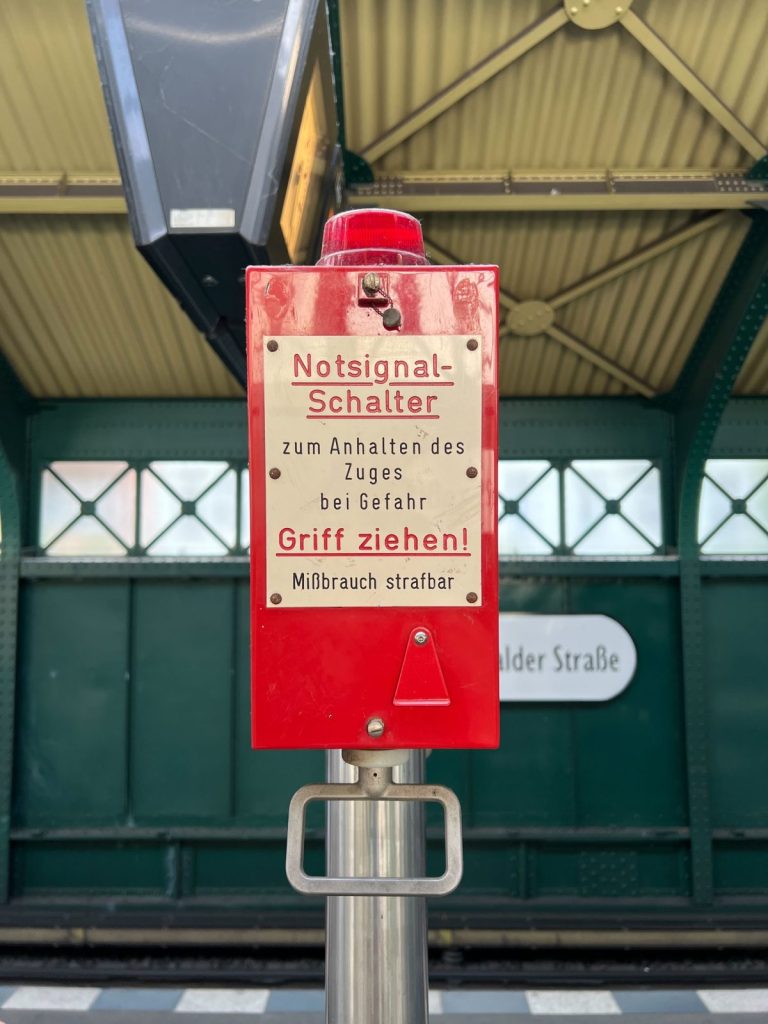 Notsignal-
Schalter
zum Anhalten des
Zuges
bei Gefahr
Griff ziehen!
Mißbrauch strafbar
alder Straße